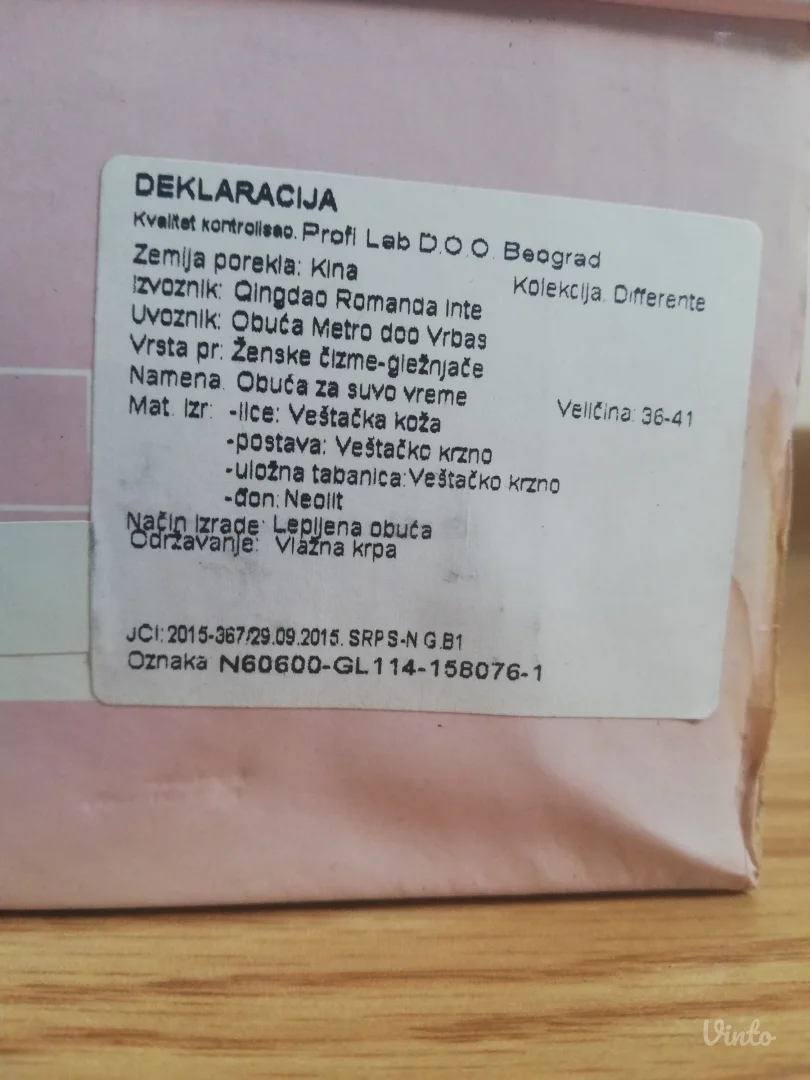 DEKLARACIJA
Kvalitet kontrolisao. Profi Lab D.O.O. Beograd
Zemlja porekla: Kina
Kolekcija. Differente
Izvoznik: Qingdao Romanda Inte
Uvoznik: Obuća Metro doo Vrbas
Vrsta pr: Ženske čizme-gležnjače
Namena. Obuća za suvo vreme
Veličina: 36-41
Mat. Izr: -lice: Veštačka koža
-postava: Veštačko krzno
-uložna tabanica:Veštačko krzno
-đon: Neolit
Način Izrade: Lepljena obuća
Održavanje: Vlažna krpa
JCI: 2015-367/29.09.2015. SRPS-N G.B1
Oznaka N60600-GL114-158076-1
Vinto